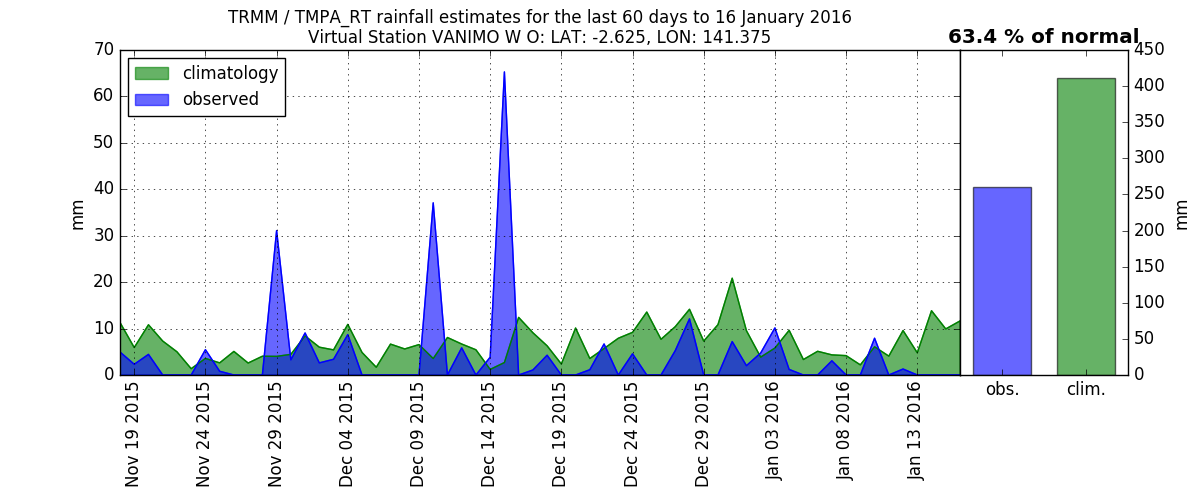 TRMM / TMPA_RT rainfall estimates for the last 60 days to 16 January 2016
Virtual Station VANIMO W O: LAT: -2.625, LON: 141.375
63.4 % of normal
climatology
observed
70
60
50
40
30
20
10
0
mm
Nov 19 2015
Nov 24 2015
Nov 29 2015
Dec 04 2015
Dec 09 2015
Dec 14 2015
Dec 19 2015
Dec 24 2015
Dec 29 2015
Jan 03 2016
Jan 08 2016
Jan 13 2016
450
400
350
300
250
200
150
100
50
0
mm
obs.
clim.